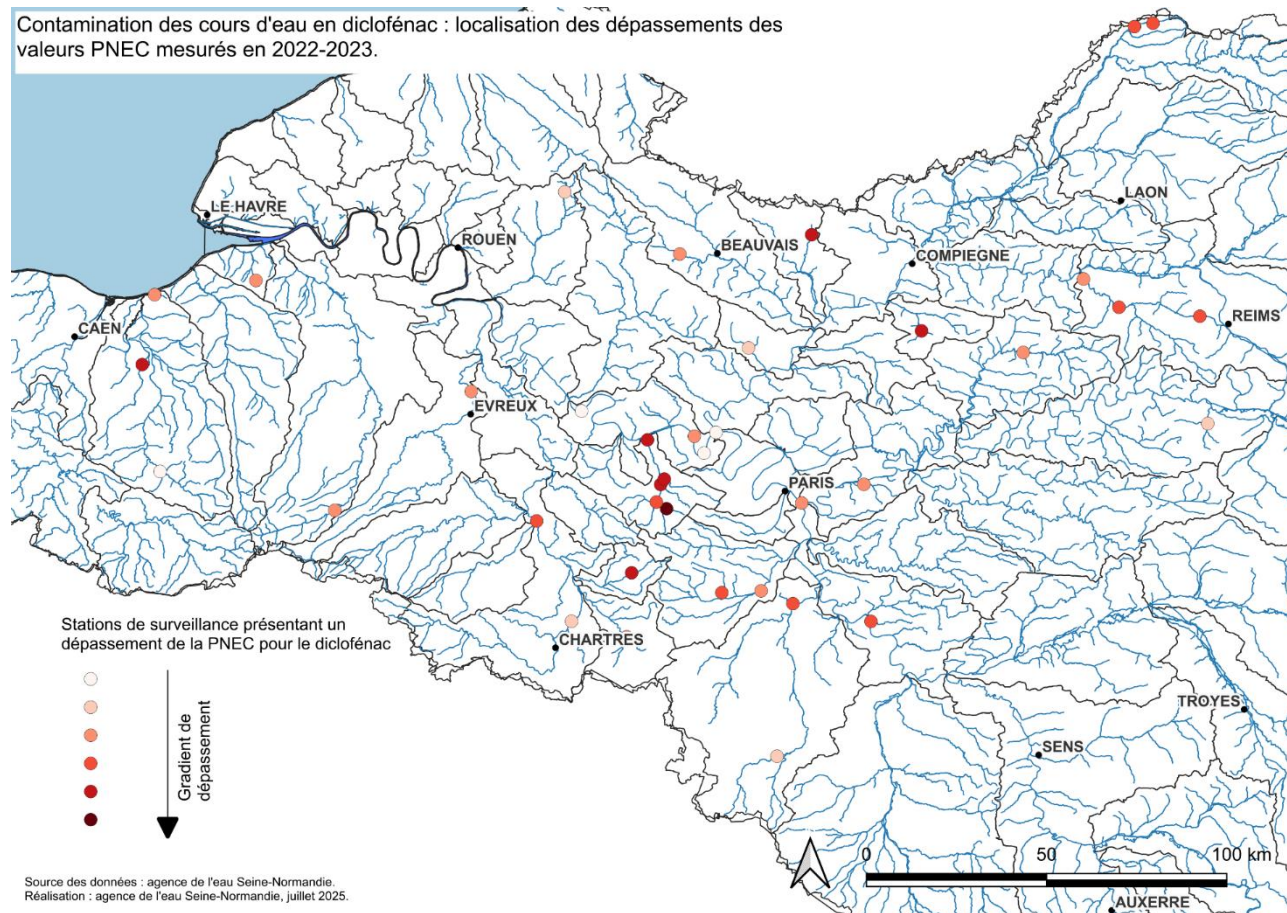 Contamination des cours d'eau en diclofénac : localisation des dépassements des
valeurs PNEC mesurés en 2022-2023.
LE HAVRE
ROUEN
BEAUVAIS
COMPIEGNE
LAON
CAEN
REIMS
EVREUX
PARIS
CHARTRES
TROYES
SENS
AUXERRE
Stations de surveillance présentant un
dépassement de la PNEC pour le diclofénac
Gradient de
dépassement
0 50 100 km
Source des données : agence de l'eau Seine-Normandie.
Réalisation : agence de l'eau Seine-Normandie, juillet 2025.